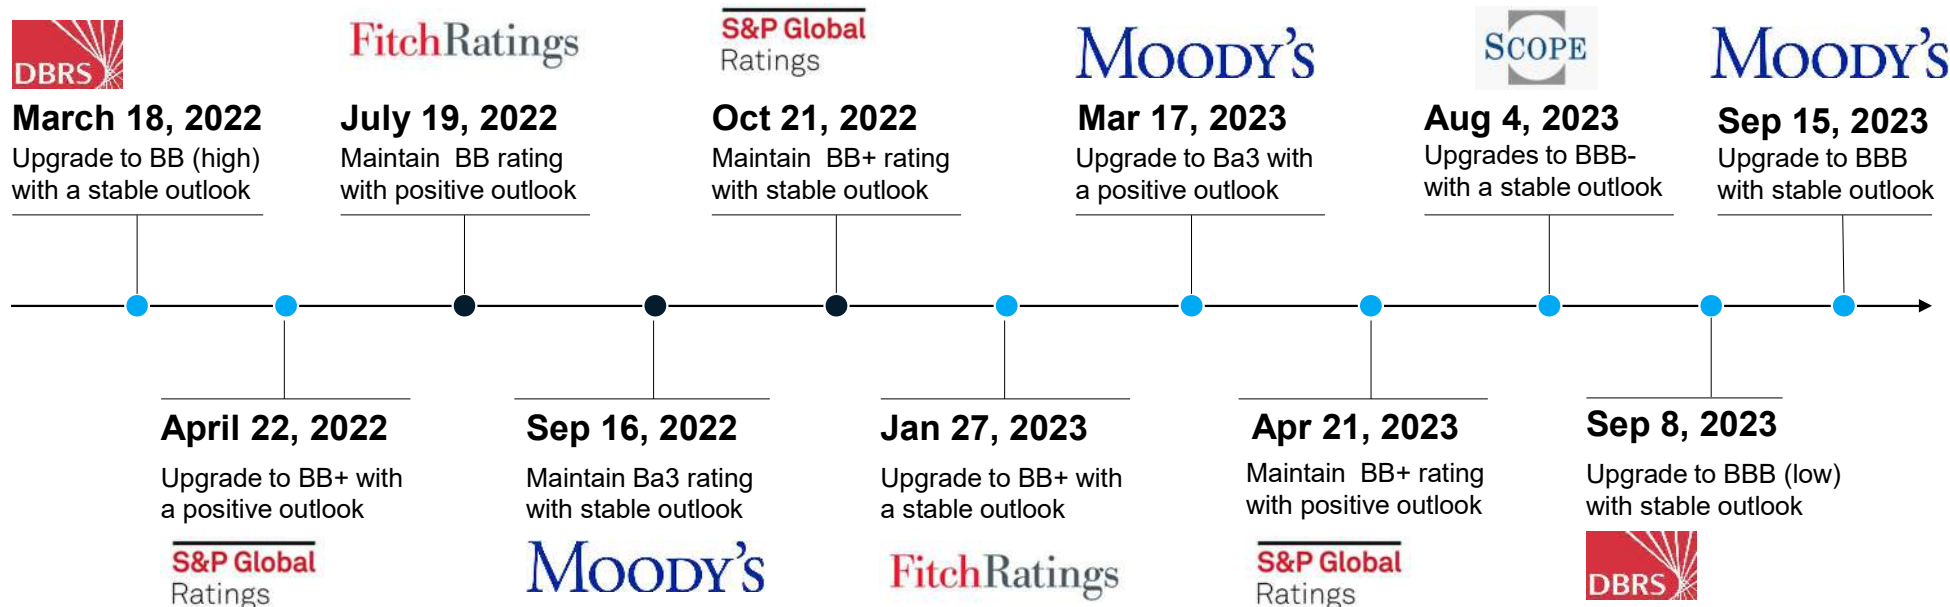 DBRS
March 18, 2022
Upgrade to BB (high)
with a stable outlook
FitchRatings
July 19, 2022
Maintain BB rating
with positive outlook
S&P Global
Ratings
Oct 21, 2022
Maintain BB+ rating
with stable outlook
MOODY'S
Mar 17, 2023
Upgrade to Ba3 with
a positive outlook
SCOPE
Aug 4, 2023
Upgrades to BBB-
with a stable outlook
MOODY'S
Sep 15, 2023
Upgrade to BBB
with stable outlook
April 22, 2022
Upgrade to BB+ with
a positive outlook
S&P Global
Ratings
Sep 16, 2022
Maintain Ba3 rating
with stable outlook
MOODY'S
Jan 27, 2023
Upgrade to BB+ with
a stable outlook
FitchRatings
Apr 21, 2023
Maintain BB+ rating
with positive outlook
S&P Global
Ratings
Sep 8, 2023
Upgrade to BBB (low)
with stable outlook
DBRS